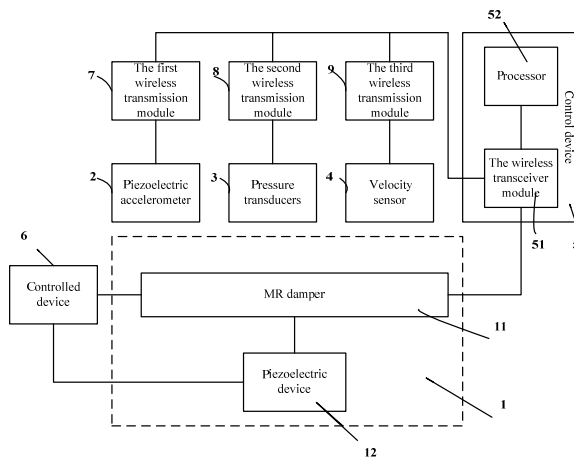 52
7
The first
wireless
transmission
module
8
The second
wireless
transmission
module
9
The third
wireless
transmission
module
Processor
Control device
2
Piezoelectric
accelerometer
3
Pressure
transducers
4
Velocity
sensor
The wireless
transceiver
module
51
6
Controlled
device
MR damper
11
Piezoelectric
device
1
12